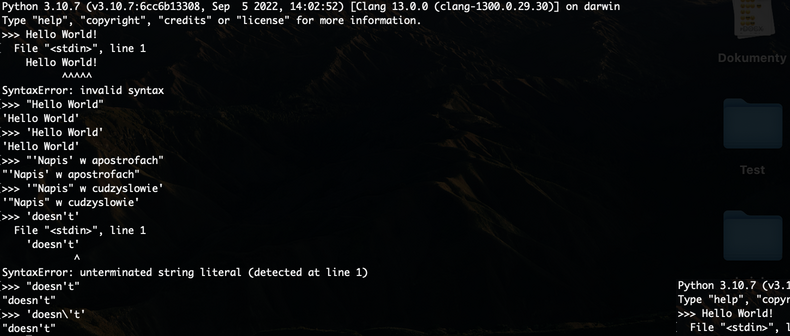 Python 3.10.7 (v3.10.7:6cc6b13308, Sep  5 2022, 14:02:52) [Clang 13.0.0 (clang-1300.0.29.30)] on darwin
Type "help", "copyright", "credits" or "license" for more information.
>>> Hello World!
  File "<stdin>", line 1
    Hello World!
          ^^^^^
SyntaxError: invalid syntax
>>> "Hello World"
'Hello World'
>>> 'Hello World'
'Hello World'
>>> "'Napis' w apostrofach"
"'Napis' w apostrofach"
>>> '"Napis" w cudzyslowie'
'"Napis" w cudzyslowie'
>>> 'doesn't'
  File "<stdin>", line 1
    'doesn't'
            ^
SyntaxError: unterminated string literal (detected at line 1)
>>> "doesn't"
"doesn't"
>>> 'doesn\'t'
"doesn't"
Dokumenty
Test
Python 3.10.7 (v3.1
Type "help", "copyr
>>> Hello World!
  File "<stdin>", l